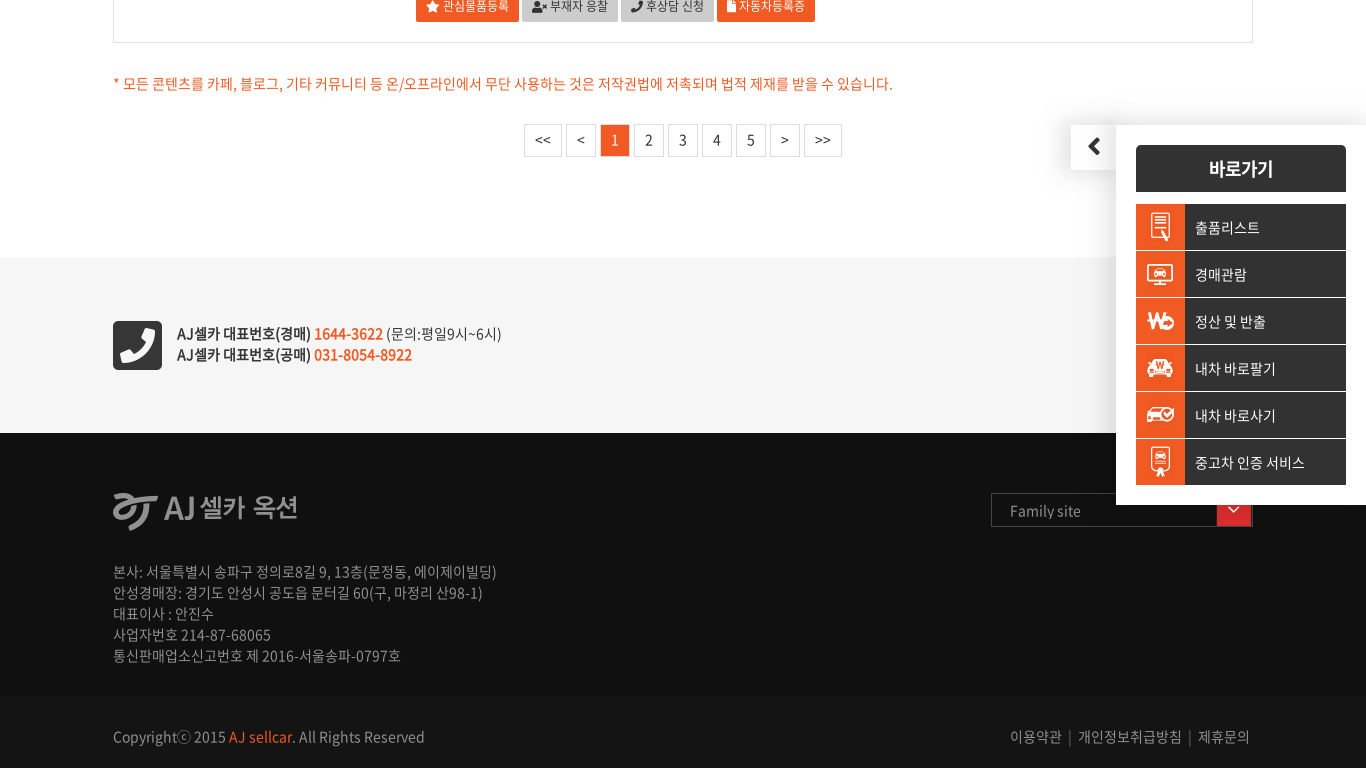 관심물품등록 부재자 응찰 후상담 신청 자동차등록증
* 모든 콘텐츠를 카페, 블로그, 기타 커뮤니티 등 온/오프라인에서 무단 사용하는 것은 저작권법에 저촉되며 법적 제재를 받을 수 있습니다.
<< < 1 2 3 4 5 > >>
바로가기
출품리스트
경매관람
정산 및 반출
내차 바로팔기
내차 바로사기
중고차 인증 서비스
AJ셀카 대표번호(경매) 1644-3622 (문의:평일9시~6시)
AJ셀카 대표번호(공매) 031-8054-8922
AJ 셀카 옥션
Family site
본사: 서울특별시 송파구 정의로8길 9, 13층(문정동, 에이제이빌딩)
안성경매장: 경기도 안성시 공도읍 문터길 60(구, 마정리 산98-1)
대표이사 : 안진수
사업자번호 214-87-68065
통신판매업소신고번호 제 2016-서울송파-0797호
Copyrightⓒ 2015 AJ sellcar. All Rights Reserved
이용약관 | 개인정보취급방침 | 제휴문의